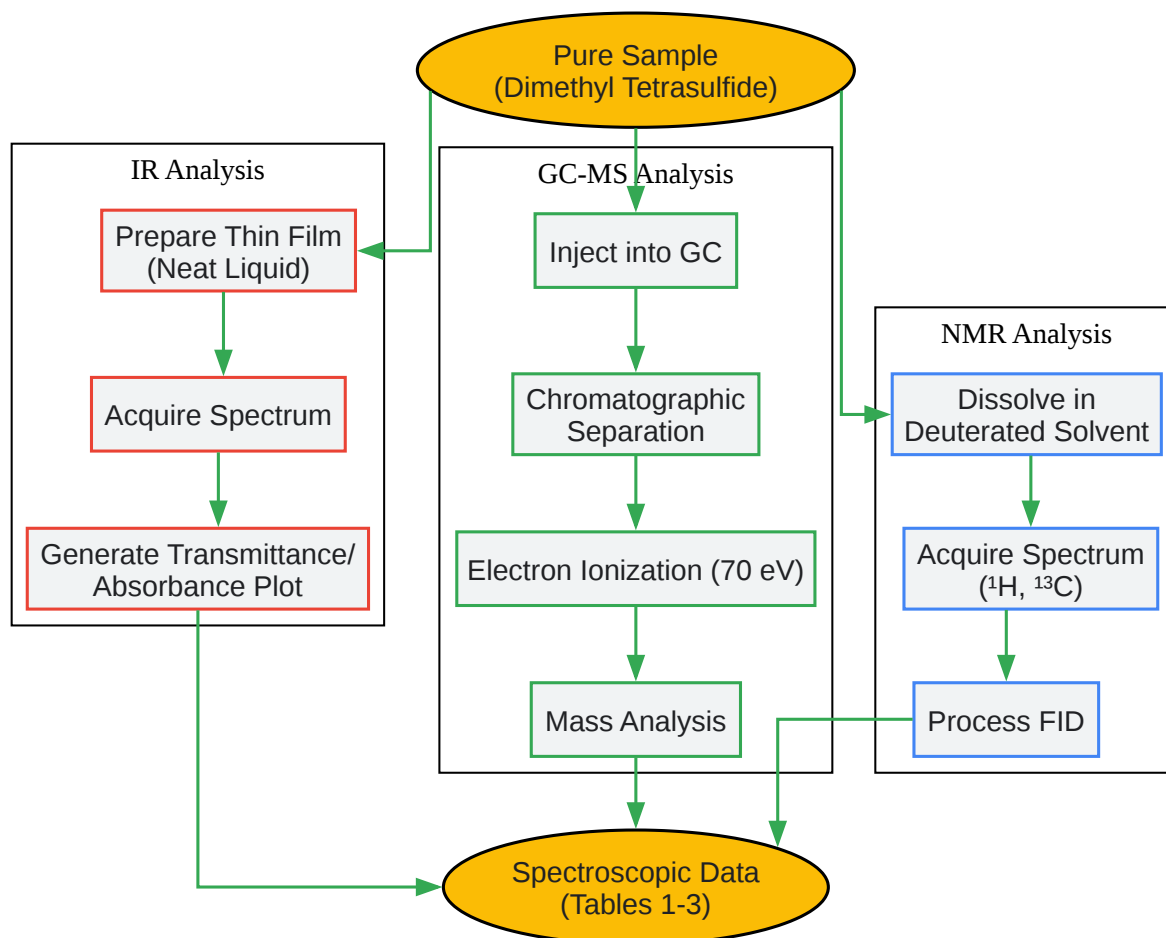 Pure Sample
(Dimethyl Tetrasulfide)
IR Analysis
Prepare Thin Film
(Neat Liquid)
Acquire Spectrum
Generate Transmittance/
Absorbance Plot
GC-MS Analysis
Inject into GC
Chromatographic
Separation
Electron Ionization (70 eV)
Mass Analysis
NMR Analysis
Dissolve in
Deuterated Solvent
Acquire Spectrum
(¹H, ¹³C)
Process FID
Spectroscopic Data
(Tables 1-3)